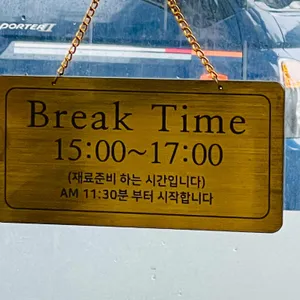 PORTER II
Break Time
15:00~17:00
(재료준비 하는 시간입니다)
AM 11:30분 부터 시작합니다